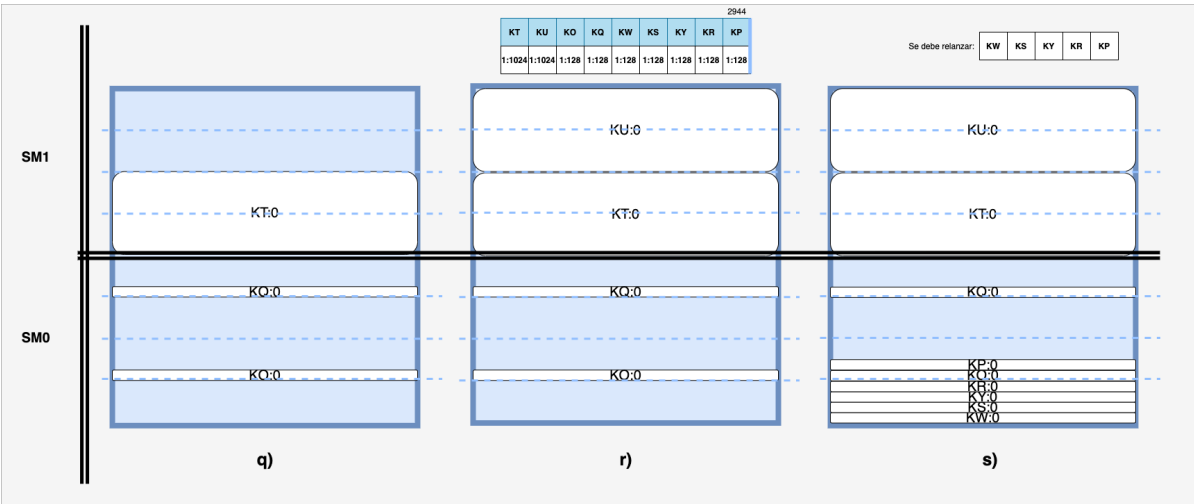 2944
KT KU KO KQ KW KS KY KR KP
1:1024 1:1024 1:128 1:128 1:128 1:128 1:128 1:128 1:128
Se debe relanzar: KW KS KY KR KP
SM1
KT:0
KU:0
KT:0
KU:0
KT:0
SM0
KQ:0
KO:0
KQ:0
KO:0
KQ:0
KP:0
KO:0
KR:0
KY:0
KS:0
KW:0
q) r) s)